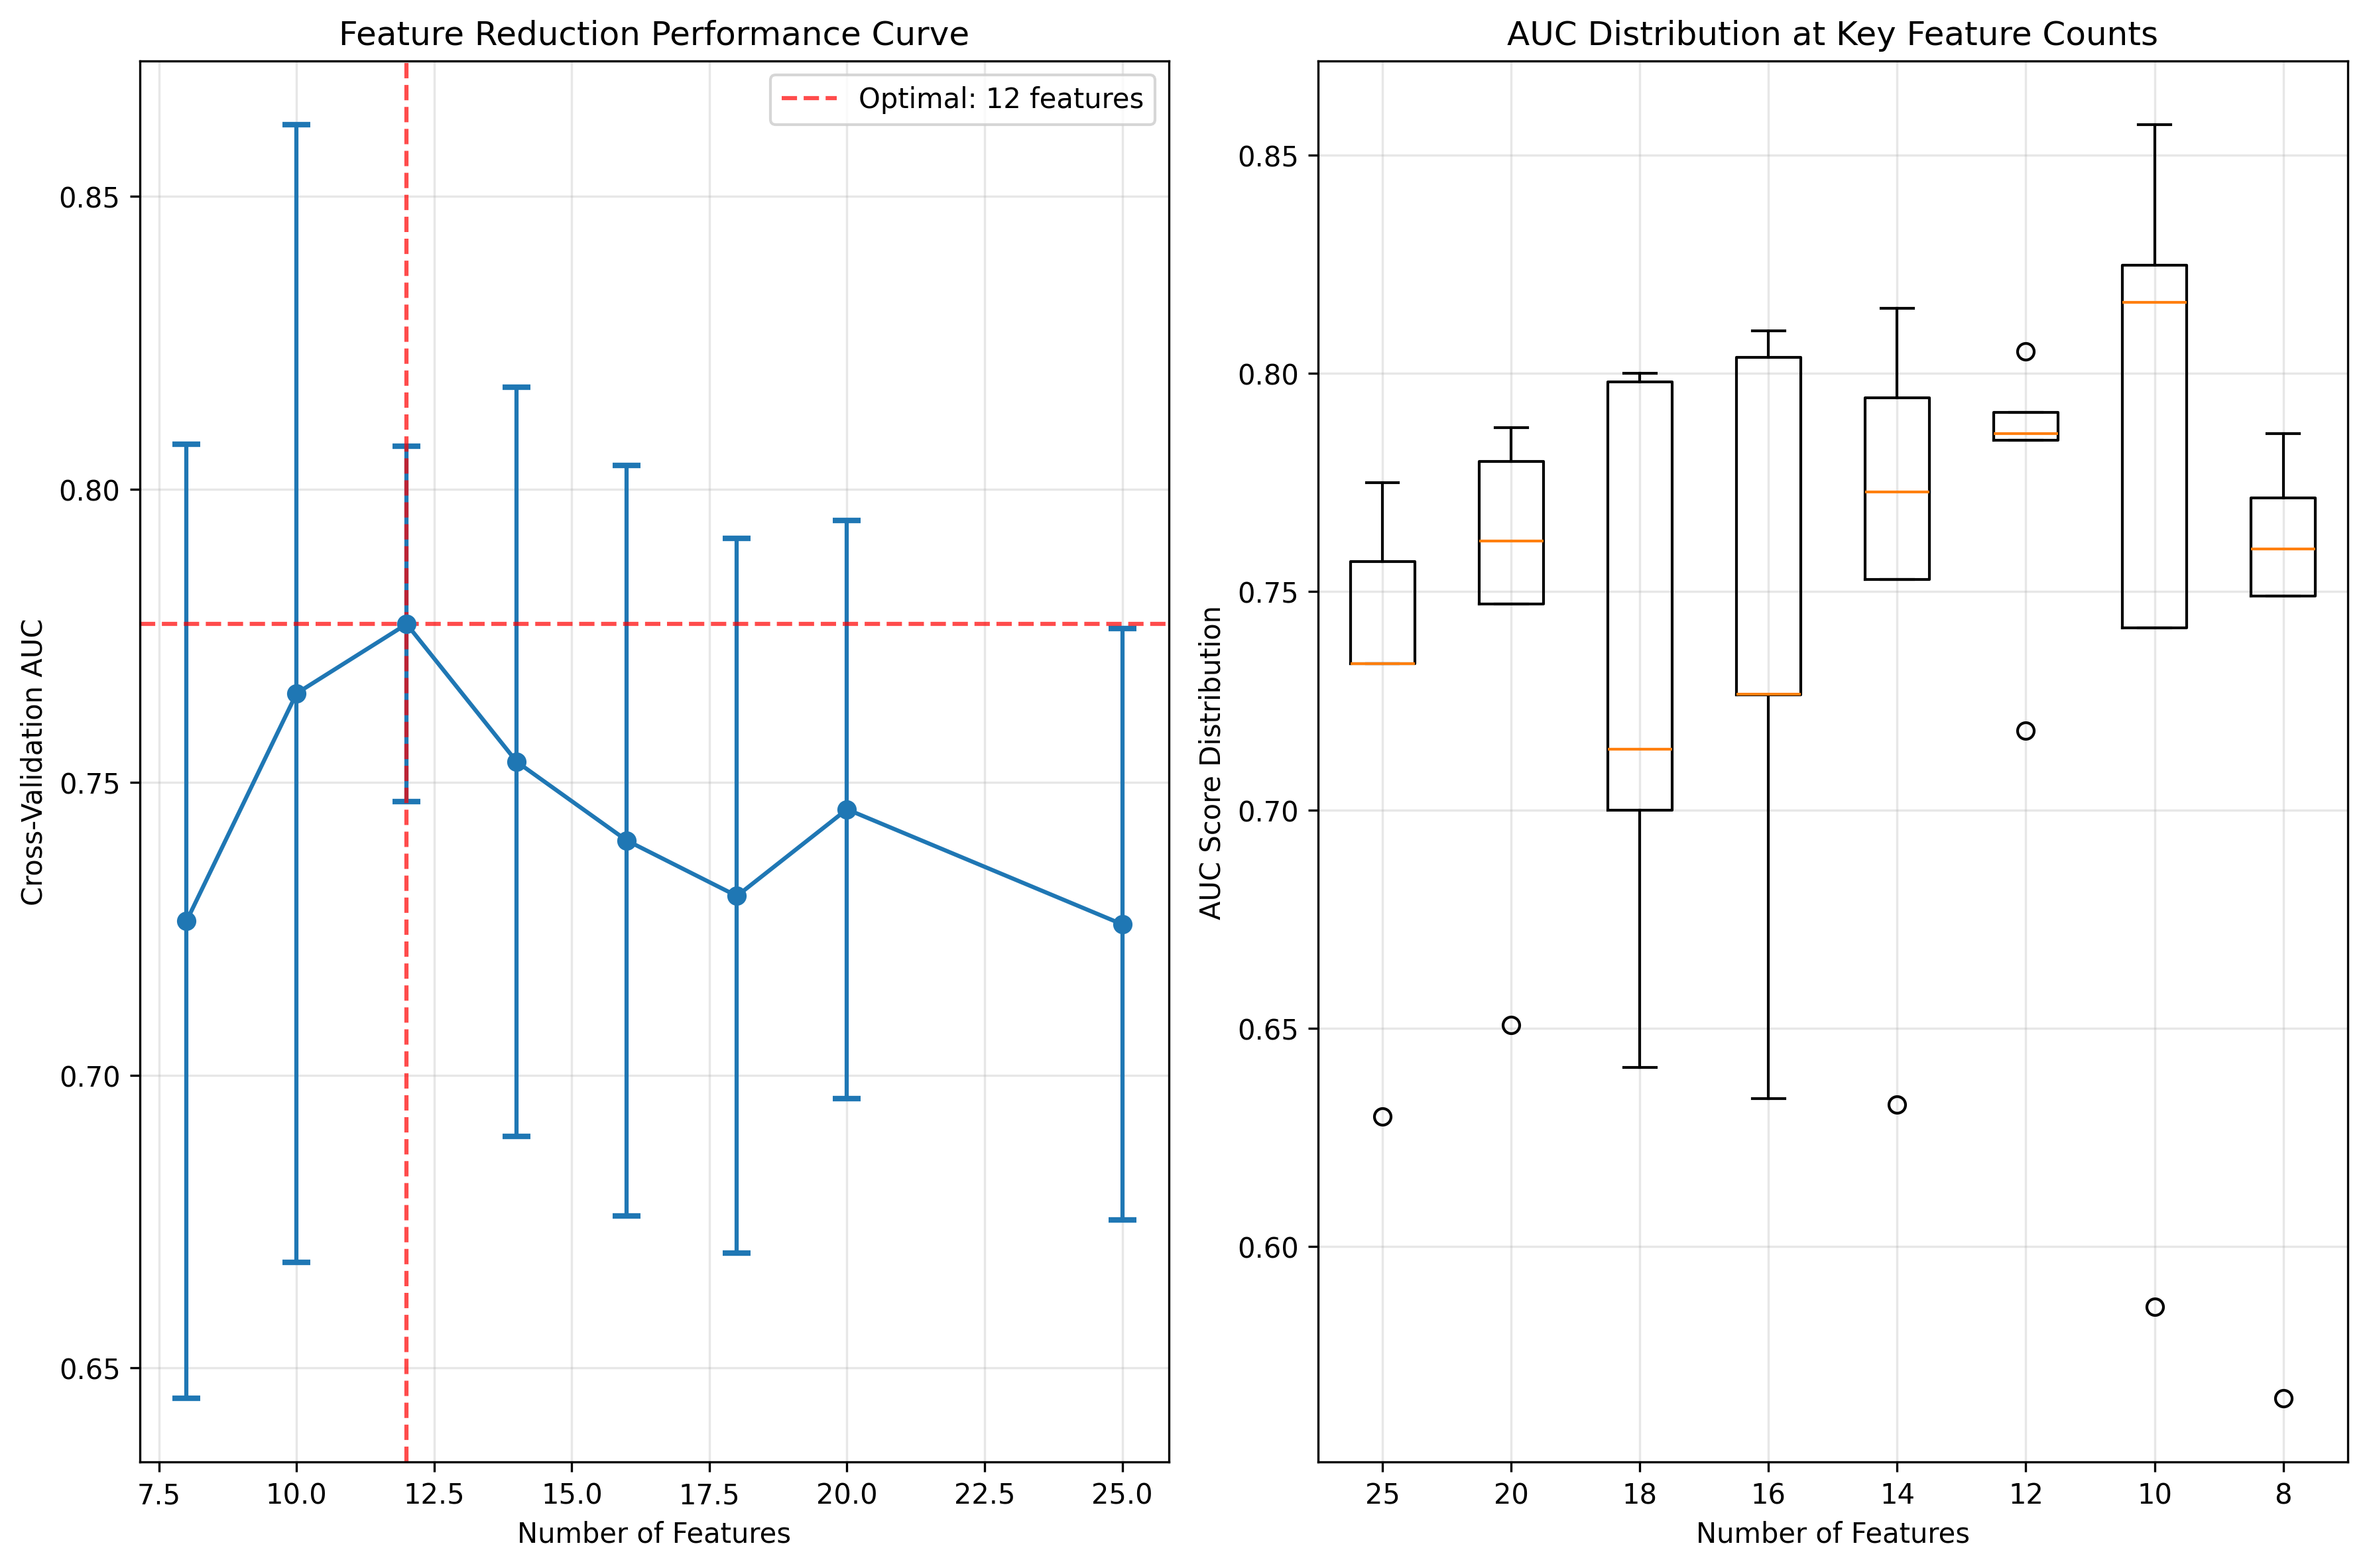 Feature Reduction Performance Curve
Optimal: 12 features
0.85
0.80
0.75
0.70
0.65
Cross-Validation AUC
7.5 10.0 12.5 15.0 17.5 20.0 22.5 25.0
Number of Features
AUC Distribution at Key Feature Counts
0.85
0.80
0.75
0.70
0.65
0.60
AUC Score Distribution
25 20 18 16 14 12 10 8
Number of Features